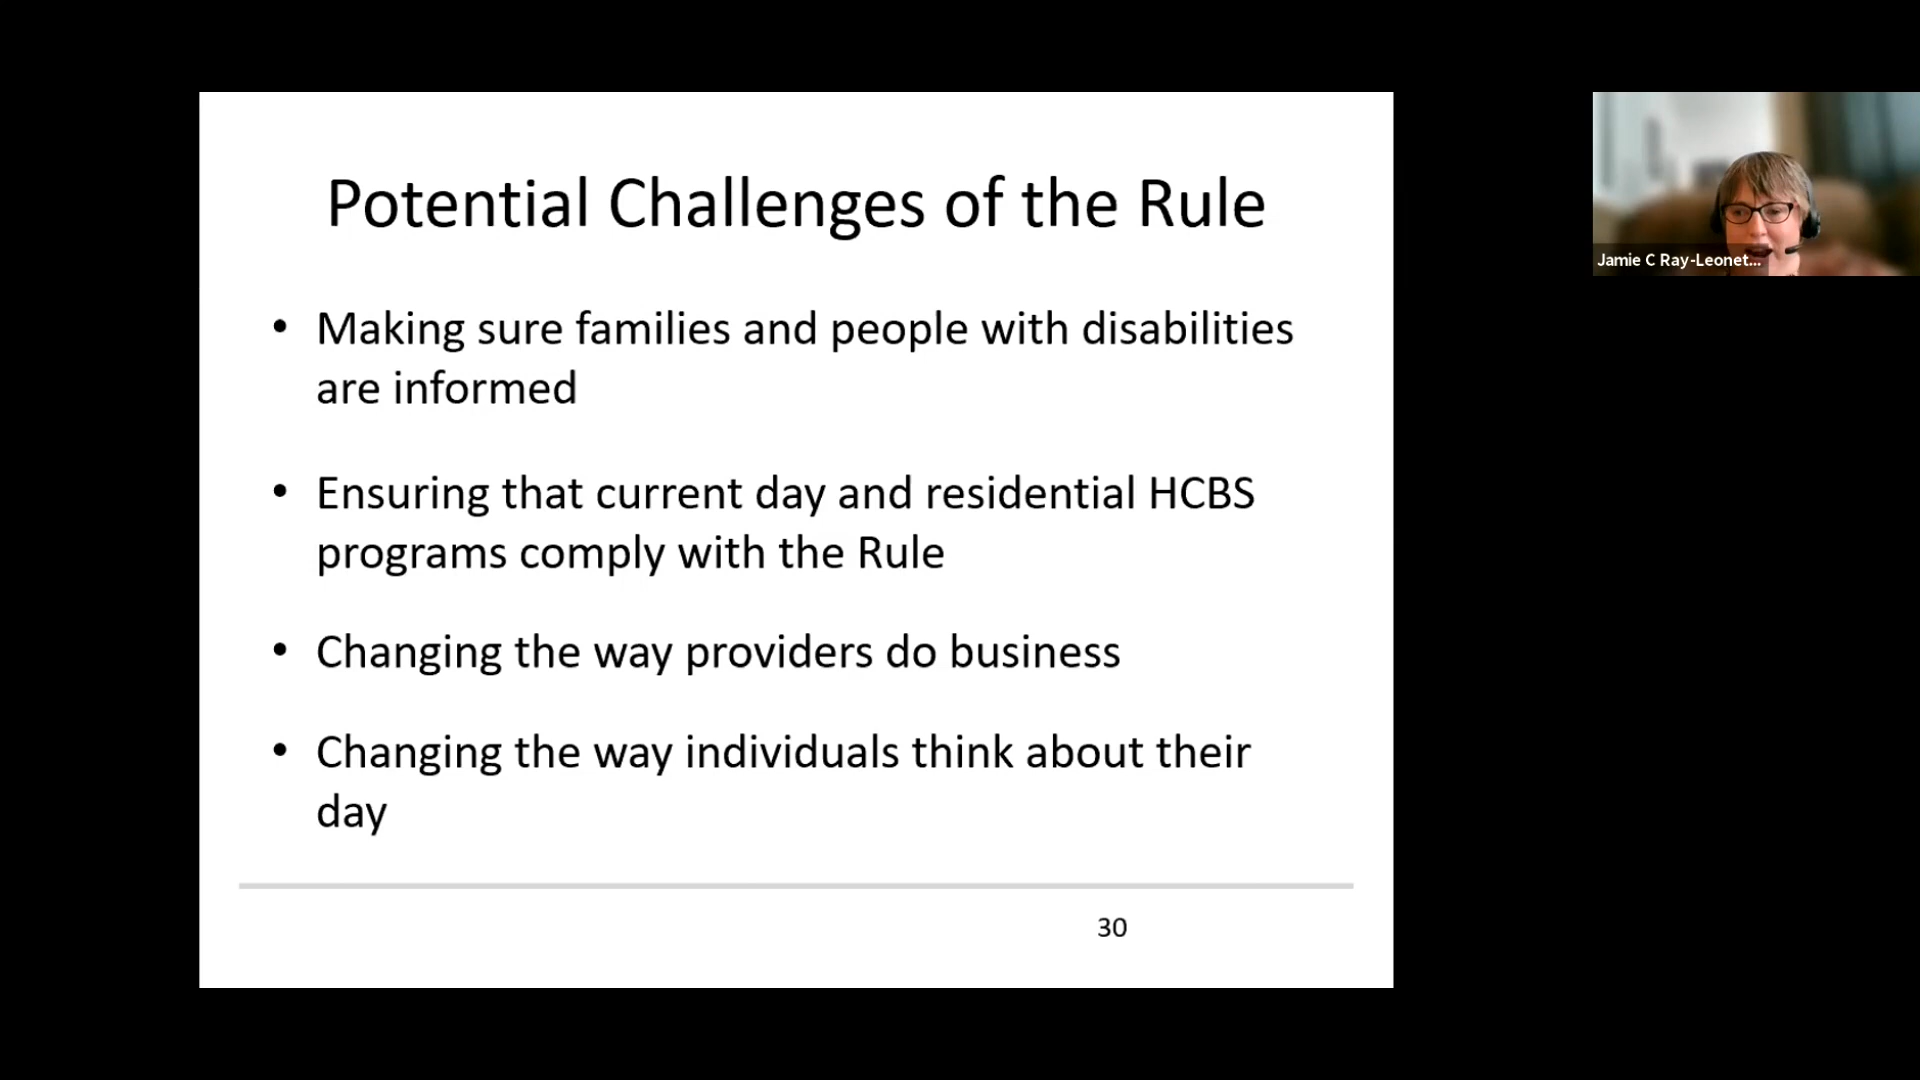 Potential Challenges of the Rule
• Making sure families and people with disabilities
are informed
• Ensuring that current day and residential HCBS
programs comply with the Rule
• Changing the way providers do business
• Changing the way individuals think about their
day
30
Jamie C Ray-Leonet...